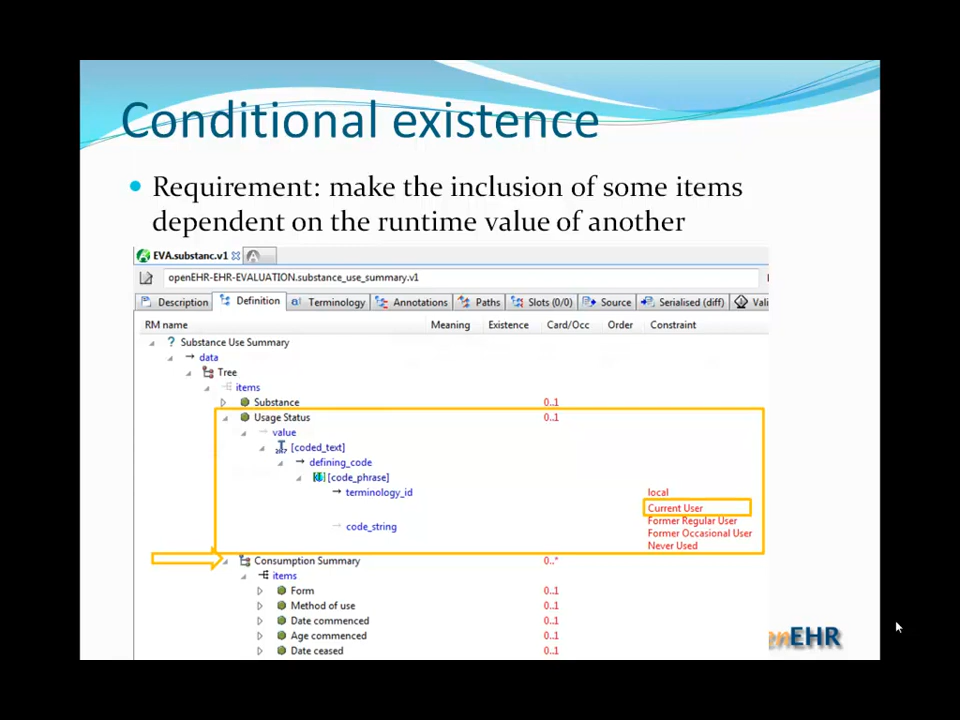 Conditional existence
Requirement: make the inclusion of some items
dependent on the runtime value of another
EVA.substanc.v1
openEHR-EHR-EVALUATION.substance_use_summary.v1
Description Definition Terminology Annotations Paths Slots (0/0) Source Serialised (diff) Vali
RM name Meaning Existence Card/Occ Order Constraint
Substance Use Summary
data
Tree
items
Substance 0..1
Usage Status 0..1
value
[coded_text]
defining_code
[code_phrase]
terminology_id local
Current User
Former Regular User
code_string
Former Occasional User
Never Used
Consumption Summary 0..*
items
Form 0..1
Method of use 0..1
Date commenced 0..1
Age commenced 0..1
Date ceased 0..1
enEHR